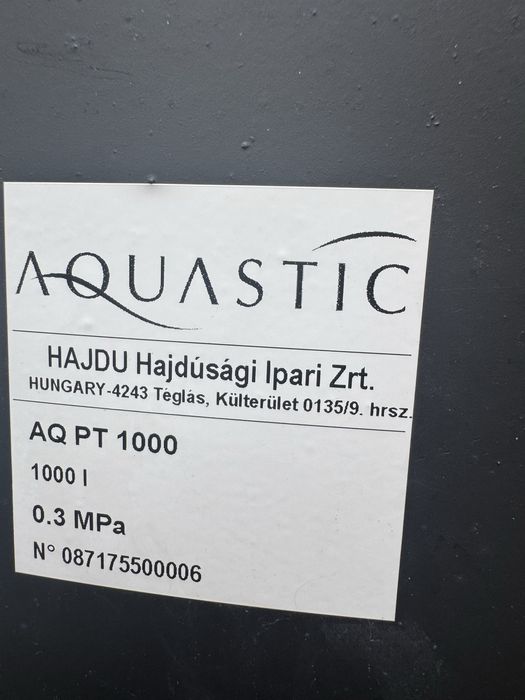 AQUASTIC
HAJDU Hajdúsági Ipari Zrt.
HUNGARY-4243 Téglás, Külterület 0135/9. hrsz.
AQ PT 1000
1000 l
0.3 MPa
N° 087175500006